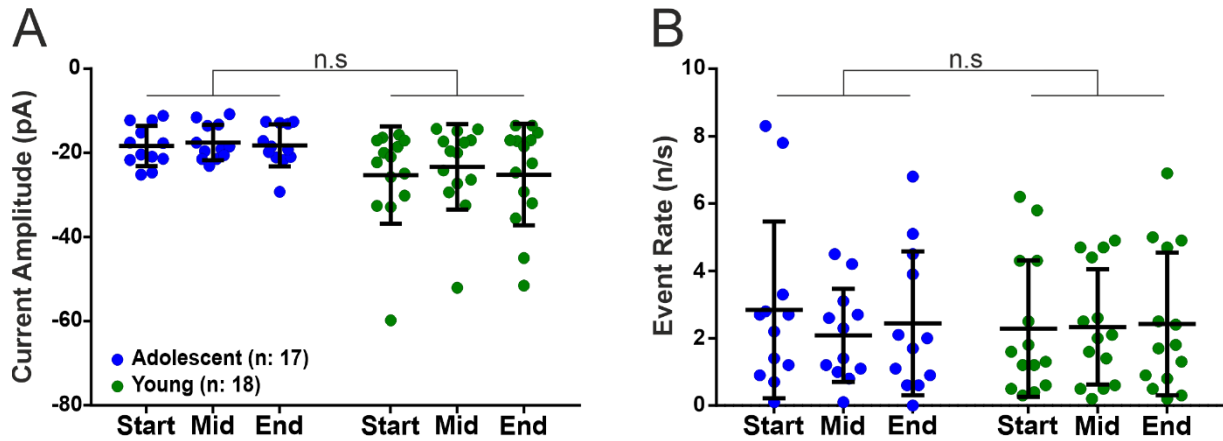 A
n.s
Current Amplitude (pA)
0
-20
-40
-60
-80
Adolescent (n: 17)
Young (n: 18)
Start Mid End Start Mid End
B
n.s
Event Rate (n/s)
10
8
6
4
2
0
Start Mid End Start Mid End